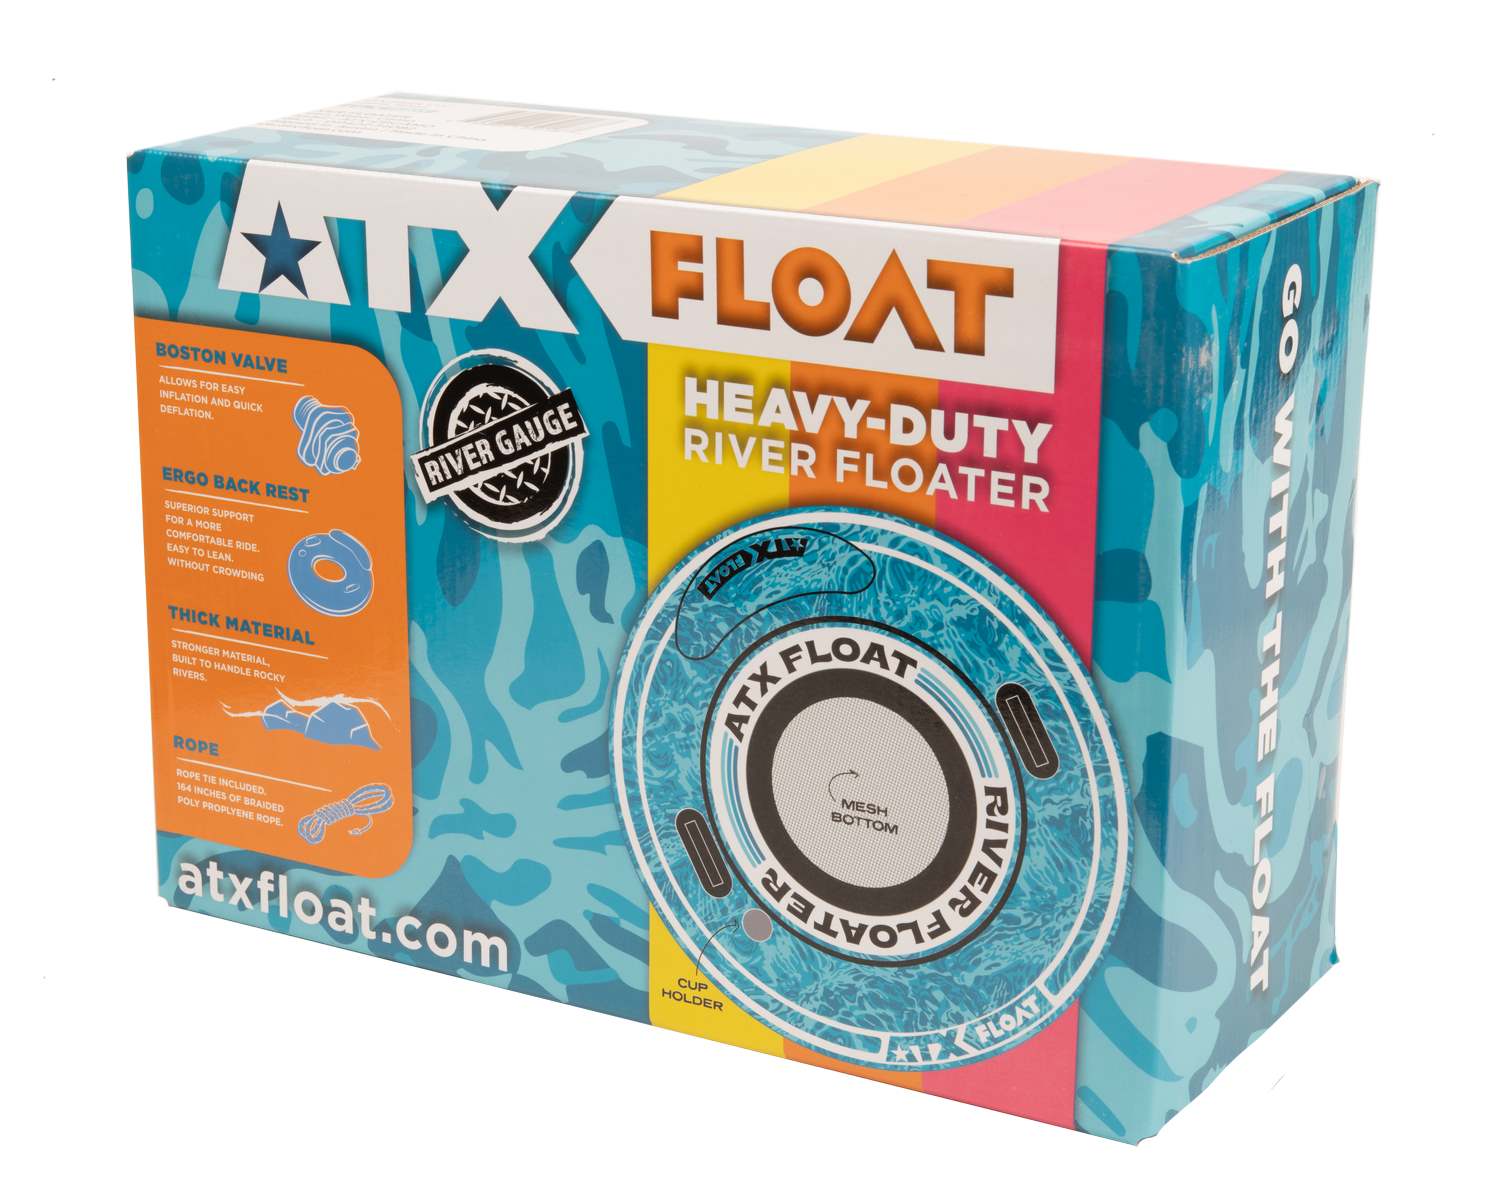 ATX FLOAT
HEAVY-DUTY
RIVER FLOATER
BOSTON VALVE
ALLOWS FOR EASY
INFLATION AND QUICK
DEFLATION.
ERGO BACK REST
SUPERIOR SUPPORT
FOR A MORE
COMFORTABLE RIDE.
EASY TO LEAN.
WITHOUT CROWDING
THICK MATERIAL
STRONGER MATERIAL,
BUILT TO HANDLE ROCKY
RIVERS.
ROPE
ROPE TIE INCLUDED.
164 INCHES OF BRAIDED
POLY PROPLYENE ROPE.
atxfloat.com
RIVER GAUGE
ATX FLOAT
ATX FLOAT
RIVER FLOATER
MESH
BOTTOM
CUP
HOLDER
ATX FLOAT
GO WITH THE FLOAT